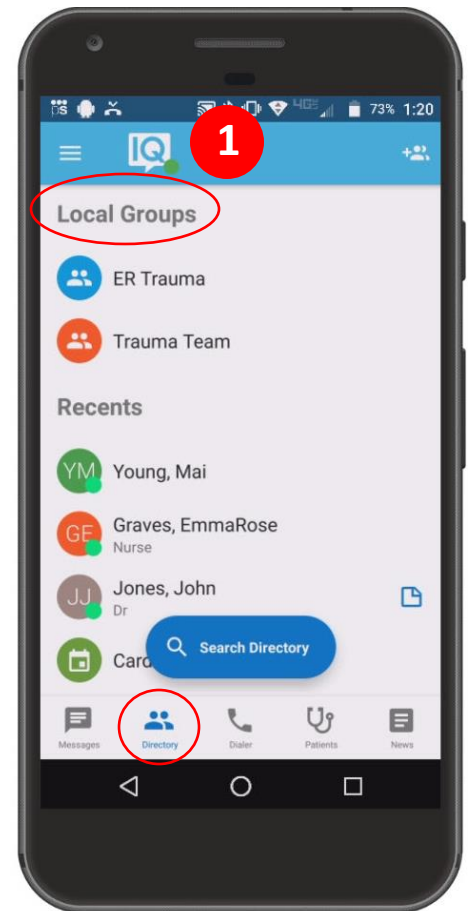 73% 1:20
IQ
1
Local Groups
ER Trauma
Trauma Team
Recents
YM Young, Mai
GE Graves, EmmaRose
Nurse
JJ Jones, John
Dr
Card
Search Directory
Messages Directory Dialer Patients News